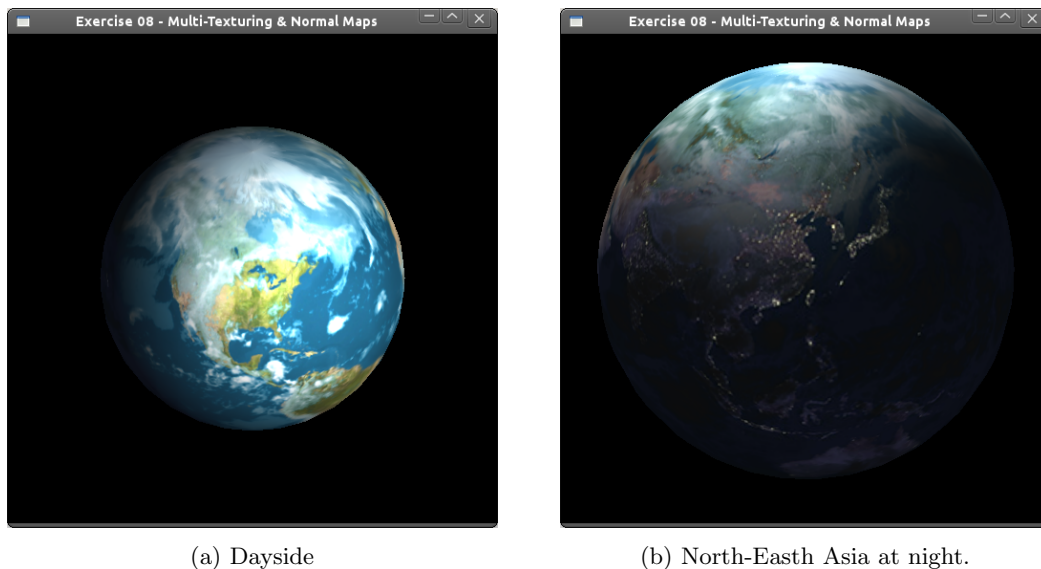 Exercise 08 - Multi-Texturing & Normal Maps
Exercise 08 - Multi-Texturing & Normal Maps
(a) Dayside
(b) North-Easth Asia at night.